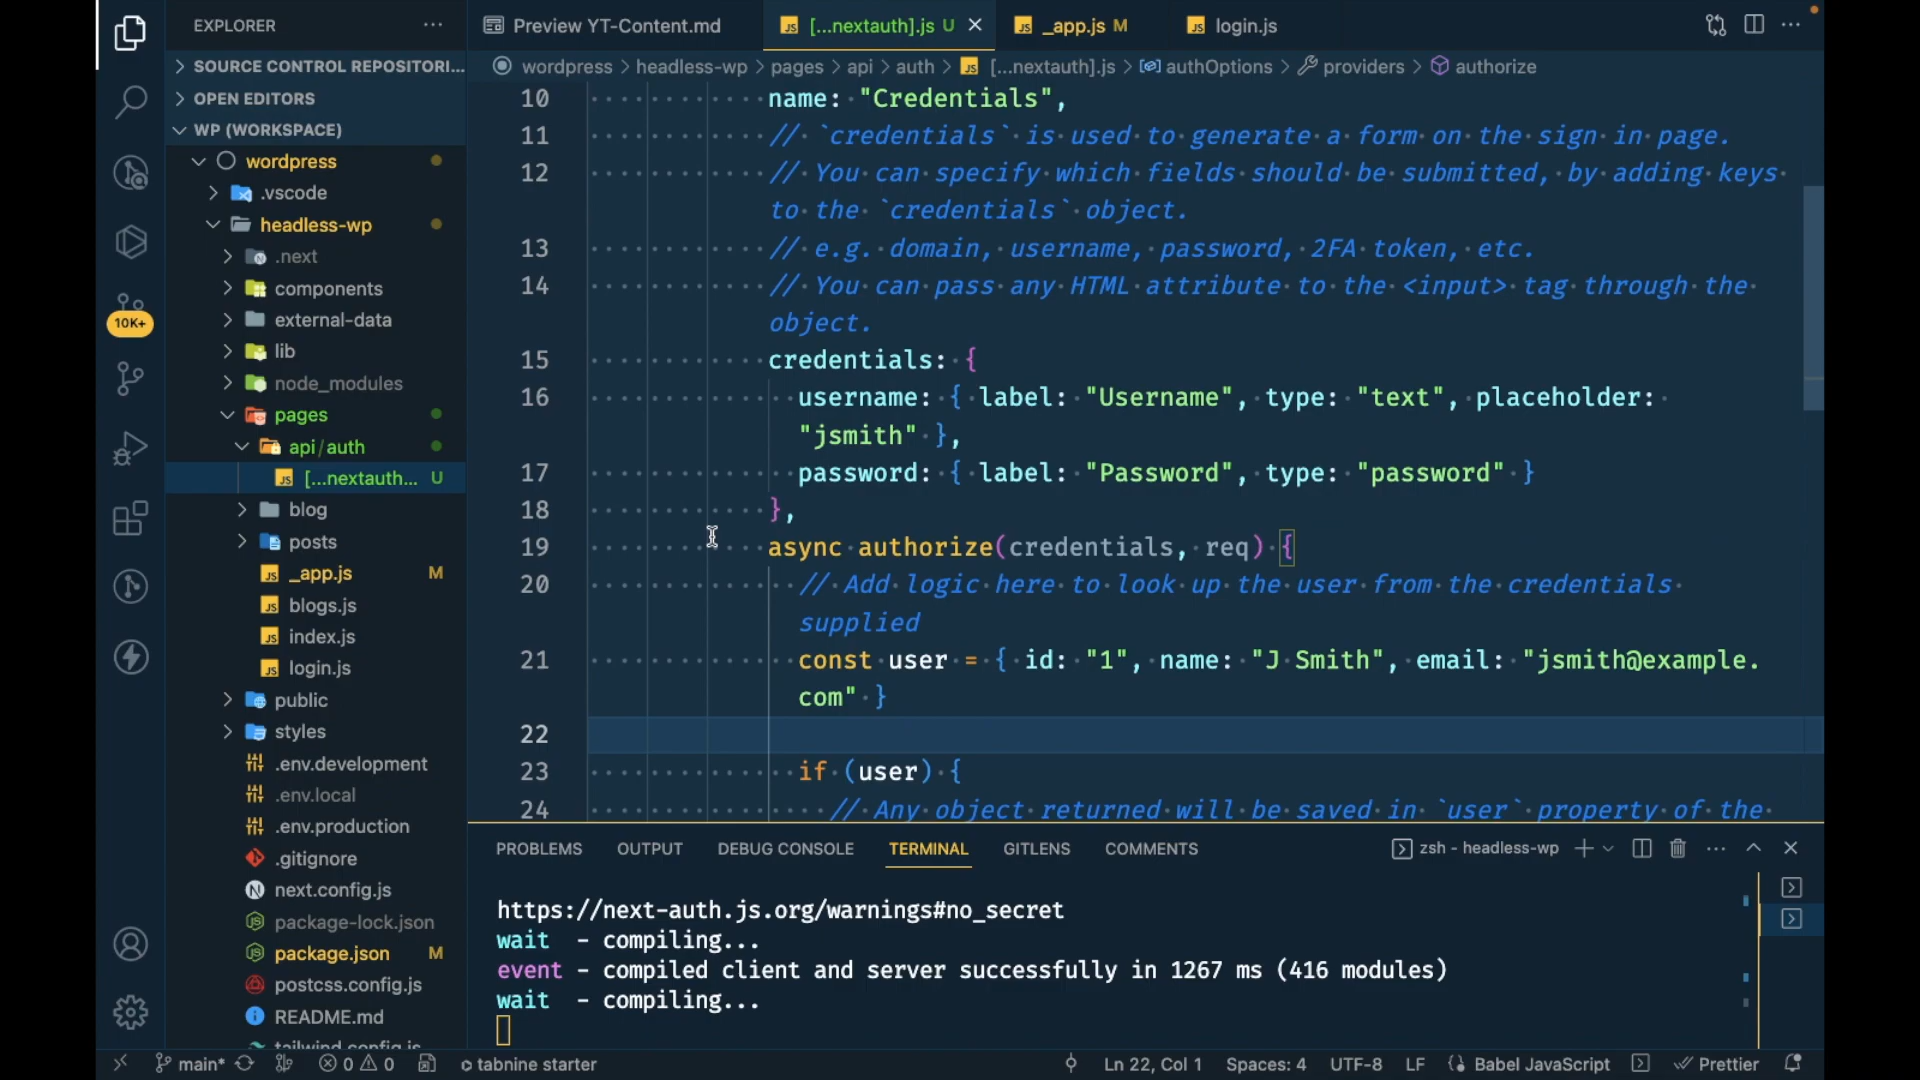 EXPLORER
SOURCE CONTROL REPOSITORI...
OPEN EDITORS
WP (WORKSPACE)
wordpress
.vscode
headless-wp
.next
components
external-data
lib
node_modules
pages
api/auth
[...nextauth... U
blog
posts
_app.js M
blogs.js
index.js
login.js
public
styles
.env.development
.env.local
.env.production
.gitignore
next.config.js
package-lock.json
package.json M
postcss.config.js
README.md
tailwind.config.js
10K+
Preview YT-Content.md
[...nextauth].js U
_app.js M
login.js
wordpress > headless-wp > pages > api > auth > [...nextauth].js > authOptions > providers > authorize
10 name: "Credentials",
11 // `credentials` is used to generate a form on the sign in page.
12 // You can specify which fields should be submitted, by adding keys
to the `credentials` object.
13 // e.g. domain, username, password, 2FA token, etc.
14 // You can pass any HTML attribute to the <input> tag through the
object.
15 credentials: {
16 username: { label: "Username", type: "text", placeholder:
"jsmith" },
17 password: { label: "Password", type: "password" }
18 },
19 async authorize(credentials, req) {
20 // Add logic here to look up the user from the credentials
supplied
21 const user = { id: "1", name: "J Smith", email: "jsmith@example.
com" }
22
23 if (user) {
24 // Any object returned will be saved in `user` property of the
PROBLEMS OUTPUT DEBUG CONSOLE TERMINAL GITLENS COMMENTS
zsh - headless-wp
https://next-auth.js.org/warnings#no_secret
wait - compiling...
event - compiled client and server successfully in 1267 ms (416 modules)
wait - compiling...
main* 0 0 tabnine starter Ln 22, Col 1 Spaces: 4 UTF-8 LF Babel JavaScript Prettier